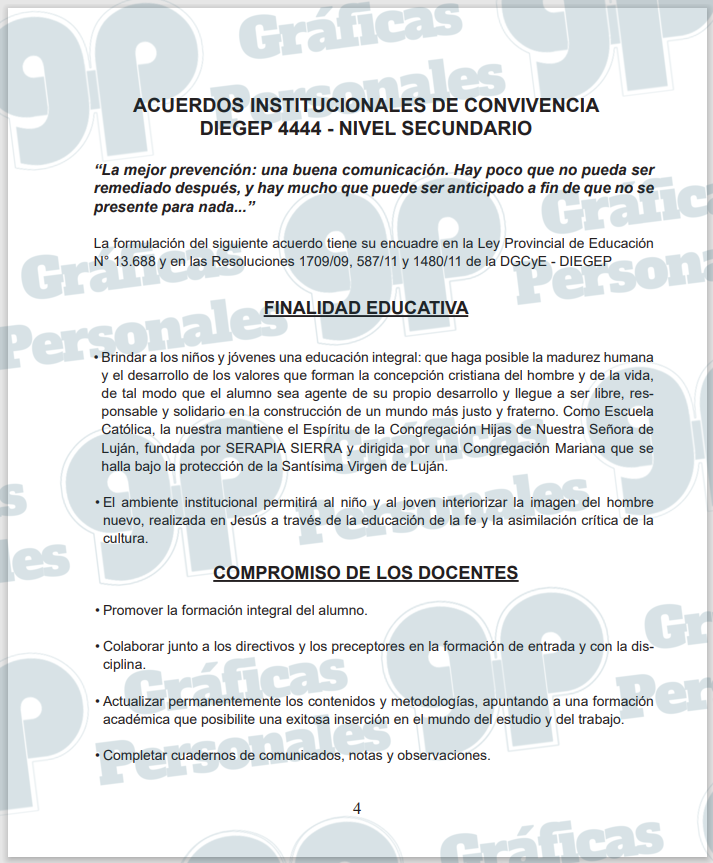 ACUERDOS INSTITUCIONALES DE CONVIVENCIA
DIEGEP 4444 - NIVEL SECUNDARIO
“La mejor prevención: una buena comunicación. Hay poco que no pueda ser
remediado después, y hay mucho que puede ser anticipado a fin de que no se
presente para nada...”
La formulación del siguiente acuerdo tiene su encuadre en la Ley Provincial de Educación
N° 13.688 y en las Resoluciones 1709/09, 587/11 y 1480/11 de la DGCyE - DIEGEP
FINALIDAD EDUCATIVA
• Brindar a los niños y jóvenes una educación integral: que haga posible la madurez humana
y el desarrollo de los valores que forman la concepción cristiana del hombre y de la vida,
de tal modo que el alumno sea agente de su propio desarrollo y llegue a ser libre, res-
ponsable y solidario en la construcción de un mundo más justo y fraterno. Como Escuela
Católica, la nuestra mantiene el Espíritu de la Congregación Hijas de Nuestra Señora de
Luján, fundada por SERAPIA SIERRA y dirigida por una Congregación Mariana que se
halla bajo la protección de la Santísima Virgen de Luján.
• El ambiente institucional permitirá al niño y al joven interiorizar la imagen del hombre
nuevo, realizada en Jesús a través de la educación de la fe y la asimilación crítica de la
cultura.
COMPROMISO DE LOS DOCENTES
• Promover la formación integral del alumno.
• Colaborar junto a los directivos y los preceptores en la formación de entrada y con la dis-
ciplina.
• Actualizar permanentemente los contenidos y metodologías, apuntando a una formación
académica que posibilite una exitosa inserción en el mundo del estudio y del trabajo.
• Completar cuadernos de comunicados, notas y observaciones.
4
gp
Gráficas
Personales